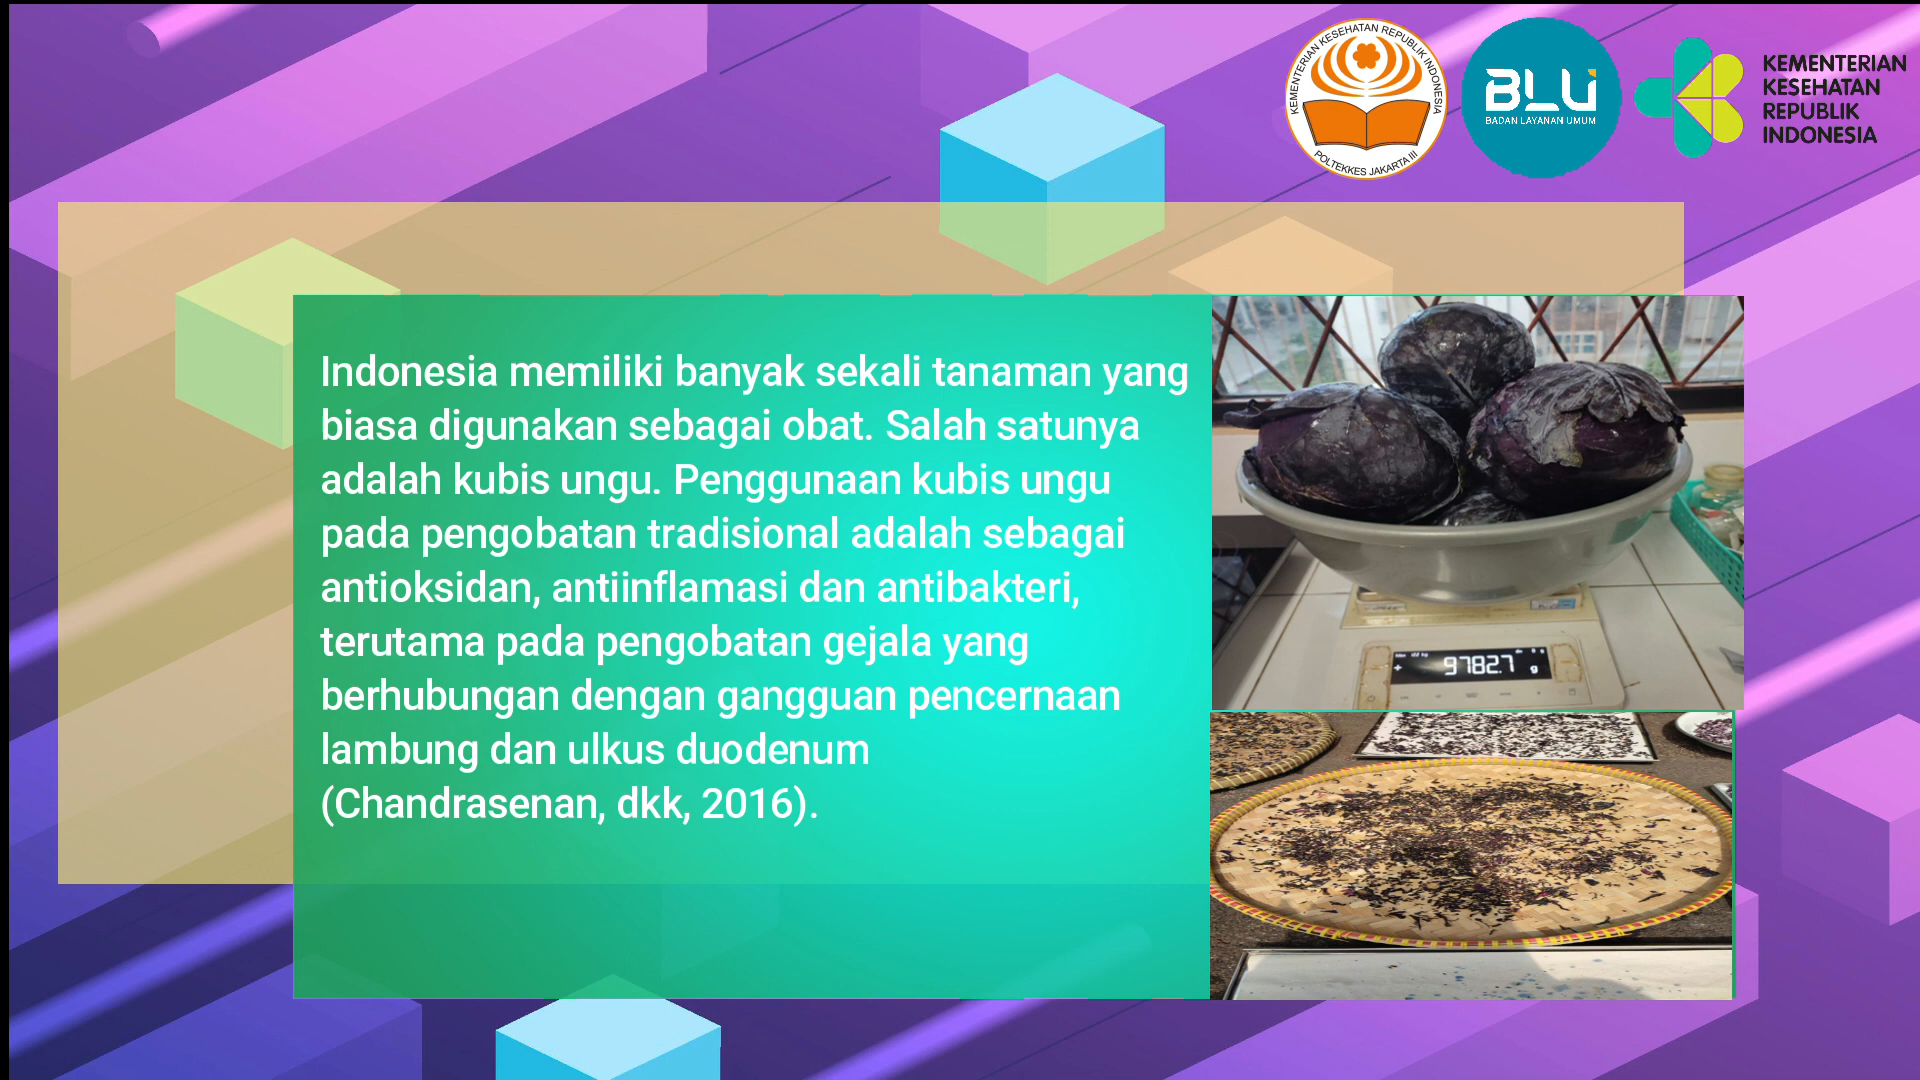 KEMENTERIAN KESEHATAN REPUBLIK INDONESIA
POLTEKKES JAKARTA III
BLU
BADAN LAYANAN UMUM
KEMENTERIAN
KESEHATAN
REPUBLIK
INDONESIA
Indonesia memiliki banyak sekali tanaman yang
biasa digunakan sebagai obat. Salah satunya
adalah kubis ungu. Penggunaan kubis ungu
pada pengobatan tradisional adalah sebagai
antioksidan, antiinflamasi dan antibakteri,
terutama pada pengobatan gejala yang
berhubungan dengan gangguan pencernaan
lambung dan ulkus duodenum
(Chandrasenan, dkk, 2016).
9782.7 g